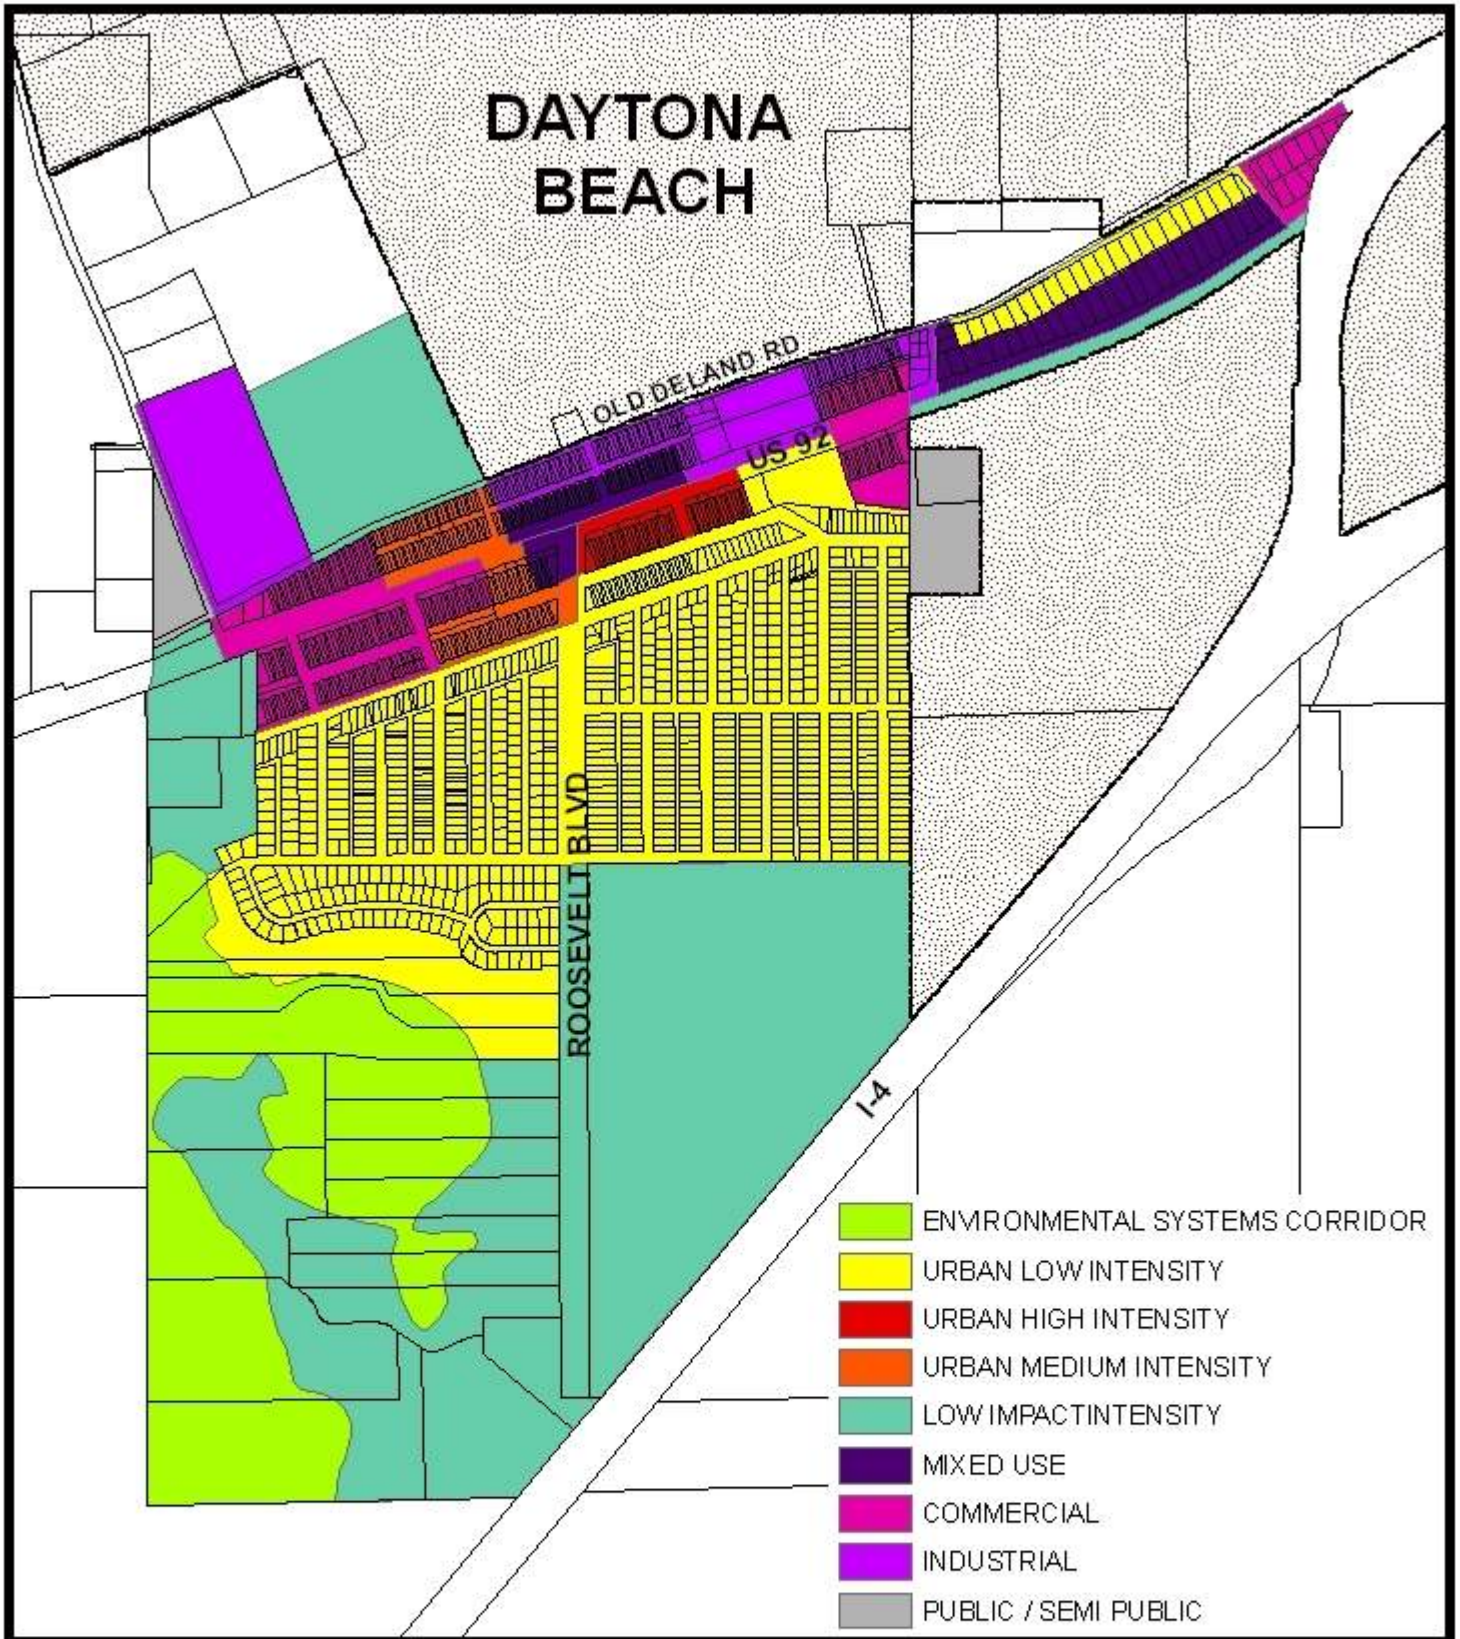 DAYTONA
BEACH
OLD DELAND RD
US 92
ROOSEVELT BLVD
I-4
ENVIRONMENTAL SYSTEMS CORRIDOR
URBAN LOW INTENSITY
URBAN HIGH INTENSITY
URBAN MEDIUM INTENSITY
LOW IMPACT INTENSITY
MIXED USE
COMMERCIAL
INDUSTRIAL
PUBLIC / SEMI PUBLIC